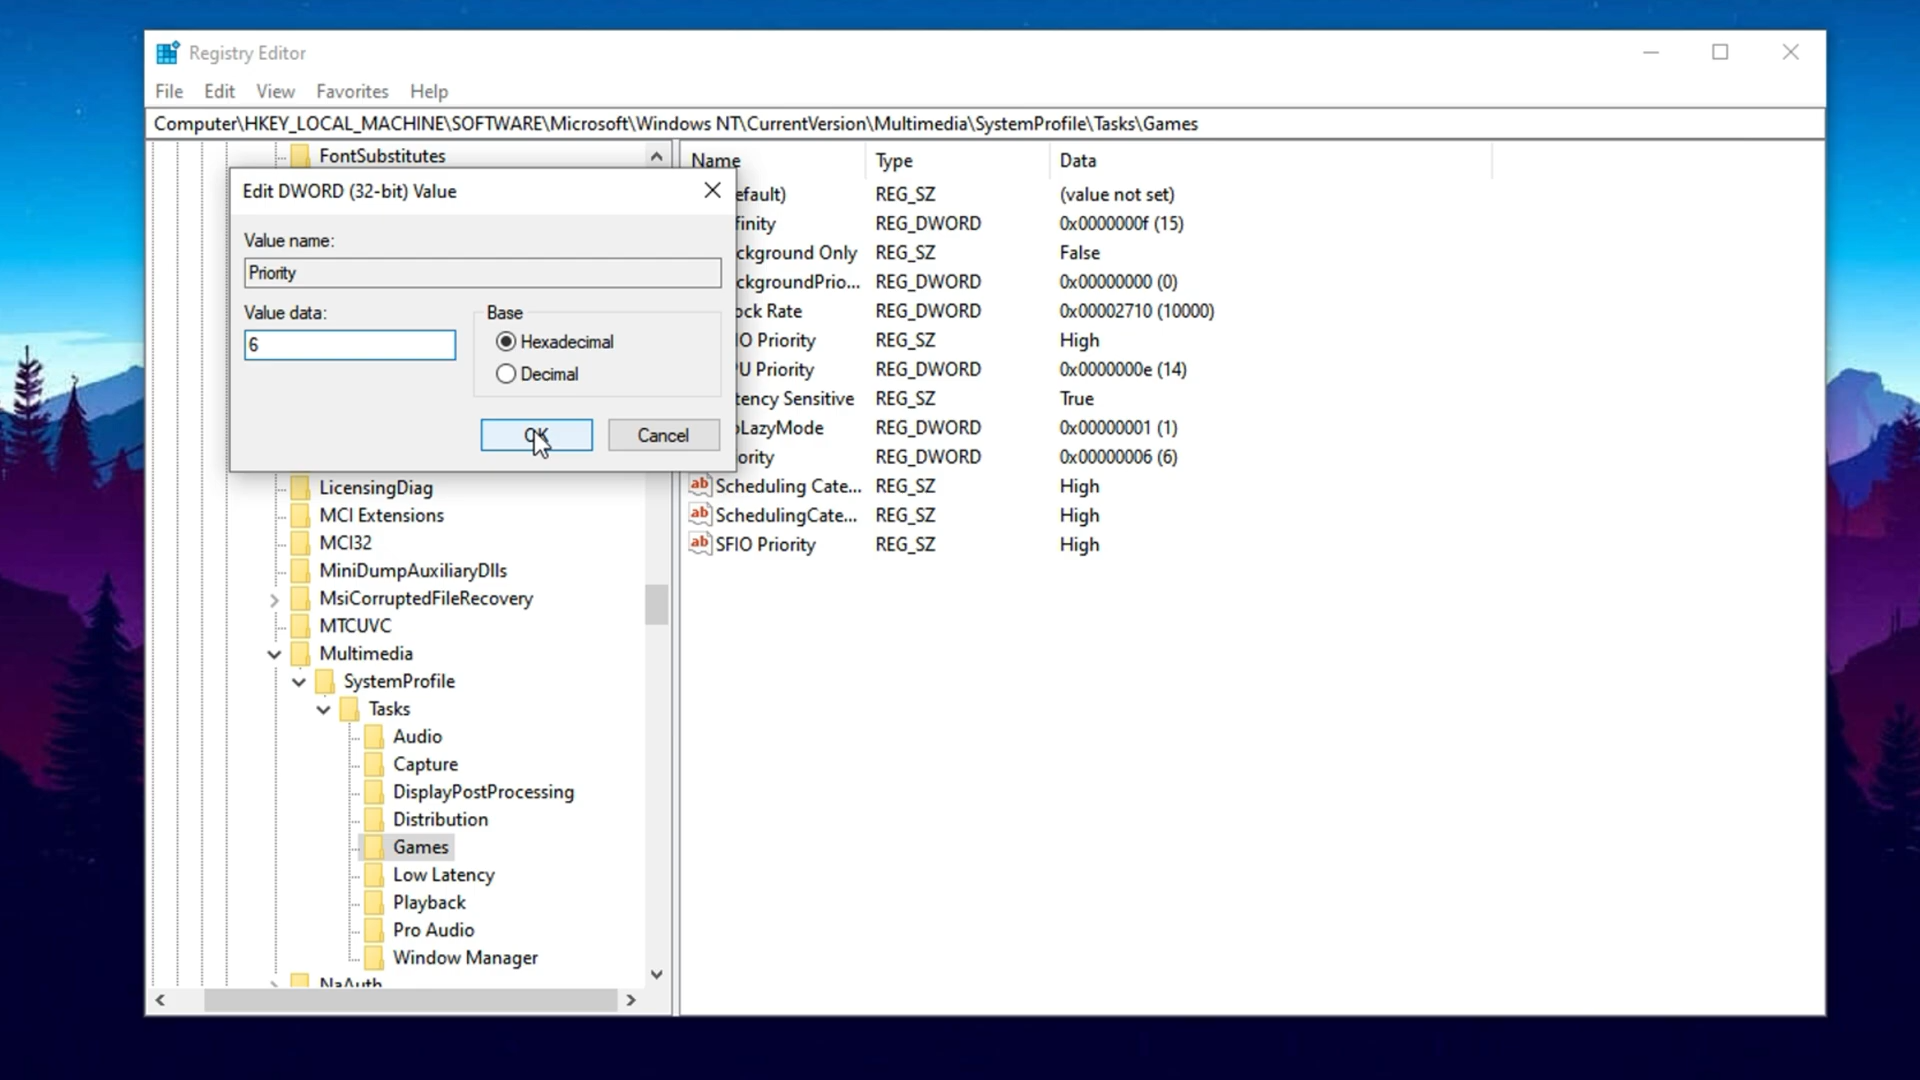 Registry Editor
File Edit View Favorites Help
Computer\HKEY_LOCAL_MACHINE\SOFTWARE\Microsoft\Windows NT\CurrentVersion\Multimedia\SystemProfile\Tasks\Games
FontSubstitutes
Edit DWORD (32-bit) Value
Value name:
Priority
Value data:
6
Base
Hexadecimal
Decimal
OK
Cancel
LicensingDiag
MCI Extensions
MCI32
MiniDumpAuxiliaryDlls
MsiCorruptedFileRecovery
MTCUVC
Multimedia
SystemProfile
Tasks
Audio
Capture
DisplayPostProcessing
Distribution
Games
Low Latency
Playback
Pro Audio
Window Manager
NaAuth
Name Type Data
efault) REG_SZ (value not set)
finity REG_DWORD 0x0000000f (15)
ckground Only REG_SZ False
ckgroundPrio... REG_DWORD 0x00000000 (0)
ock Rate REG_DWORD 0x00002710 (10000)
IO Priority REG_SZ High
U Priority REG_DWORD 0x0000000e (14)
tency Sensitive REG_SZ True
LazyMode REG_DWORD 0x00000001 (1)
ority REG_DWORD 0x00000006 (6)
ab Scheduling Cate... REG_SZ High
ab SchedulingCate... REG_SZ High
ab SFIO Priority REG_SZ High